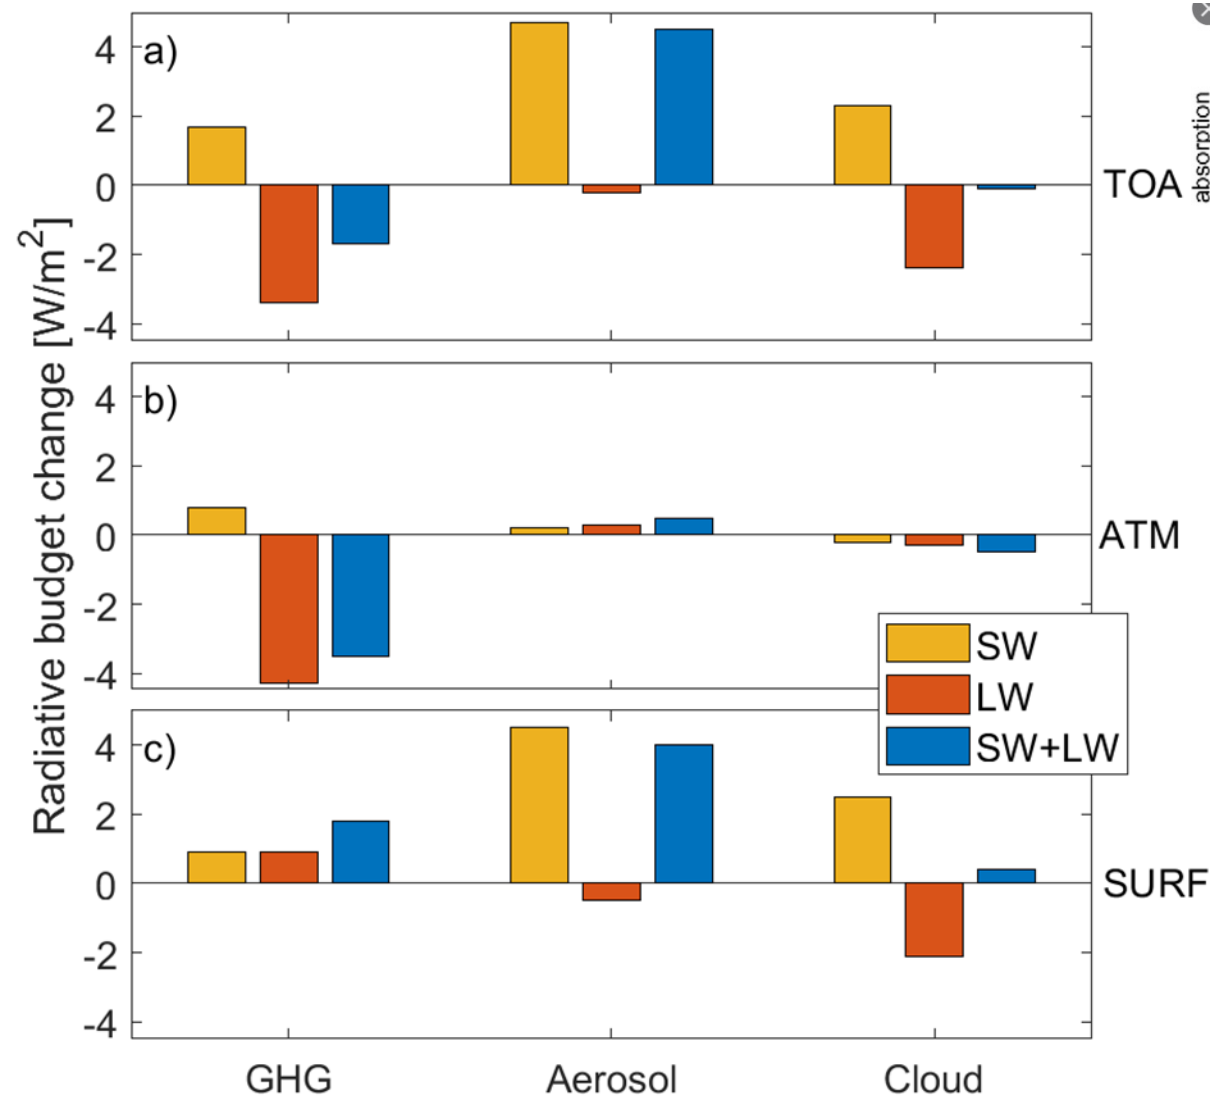 a)
4
2
0
-2
-4
TOA
absorption
b)
4
2
0
-2
-4
ATM
Radiative budget change [W/m²]
SW
LW
SW+LW
c)
4
2
0
-2
-4
SURF
GHG Aerosol Cloud